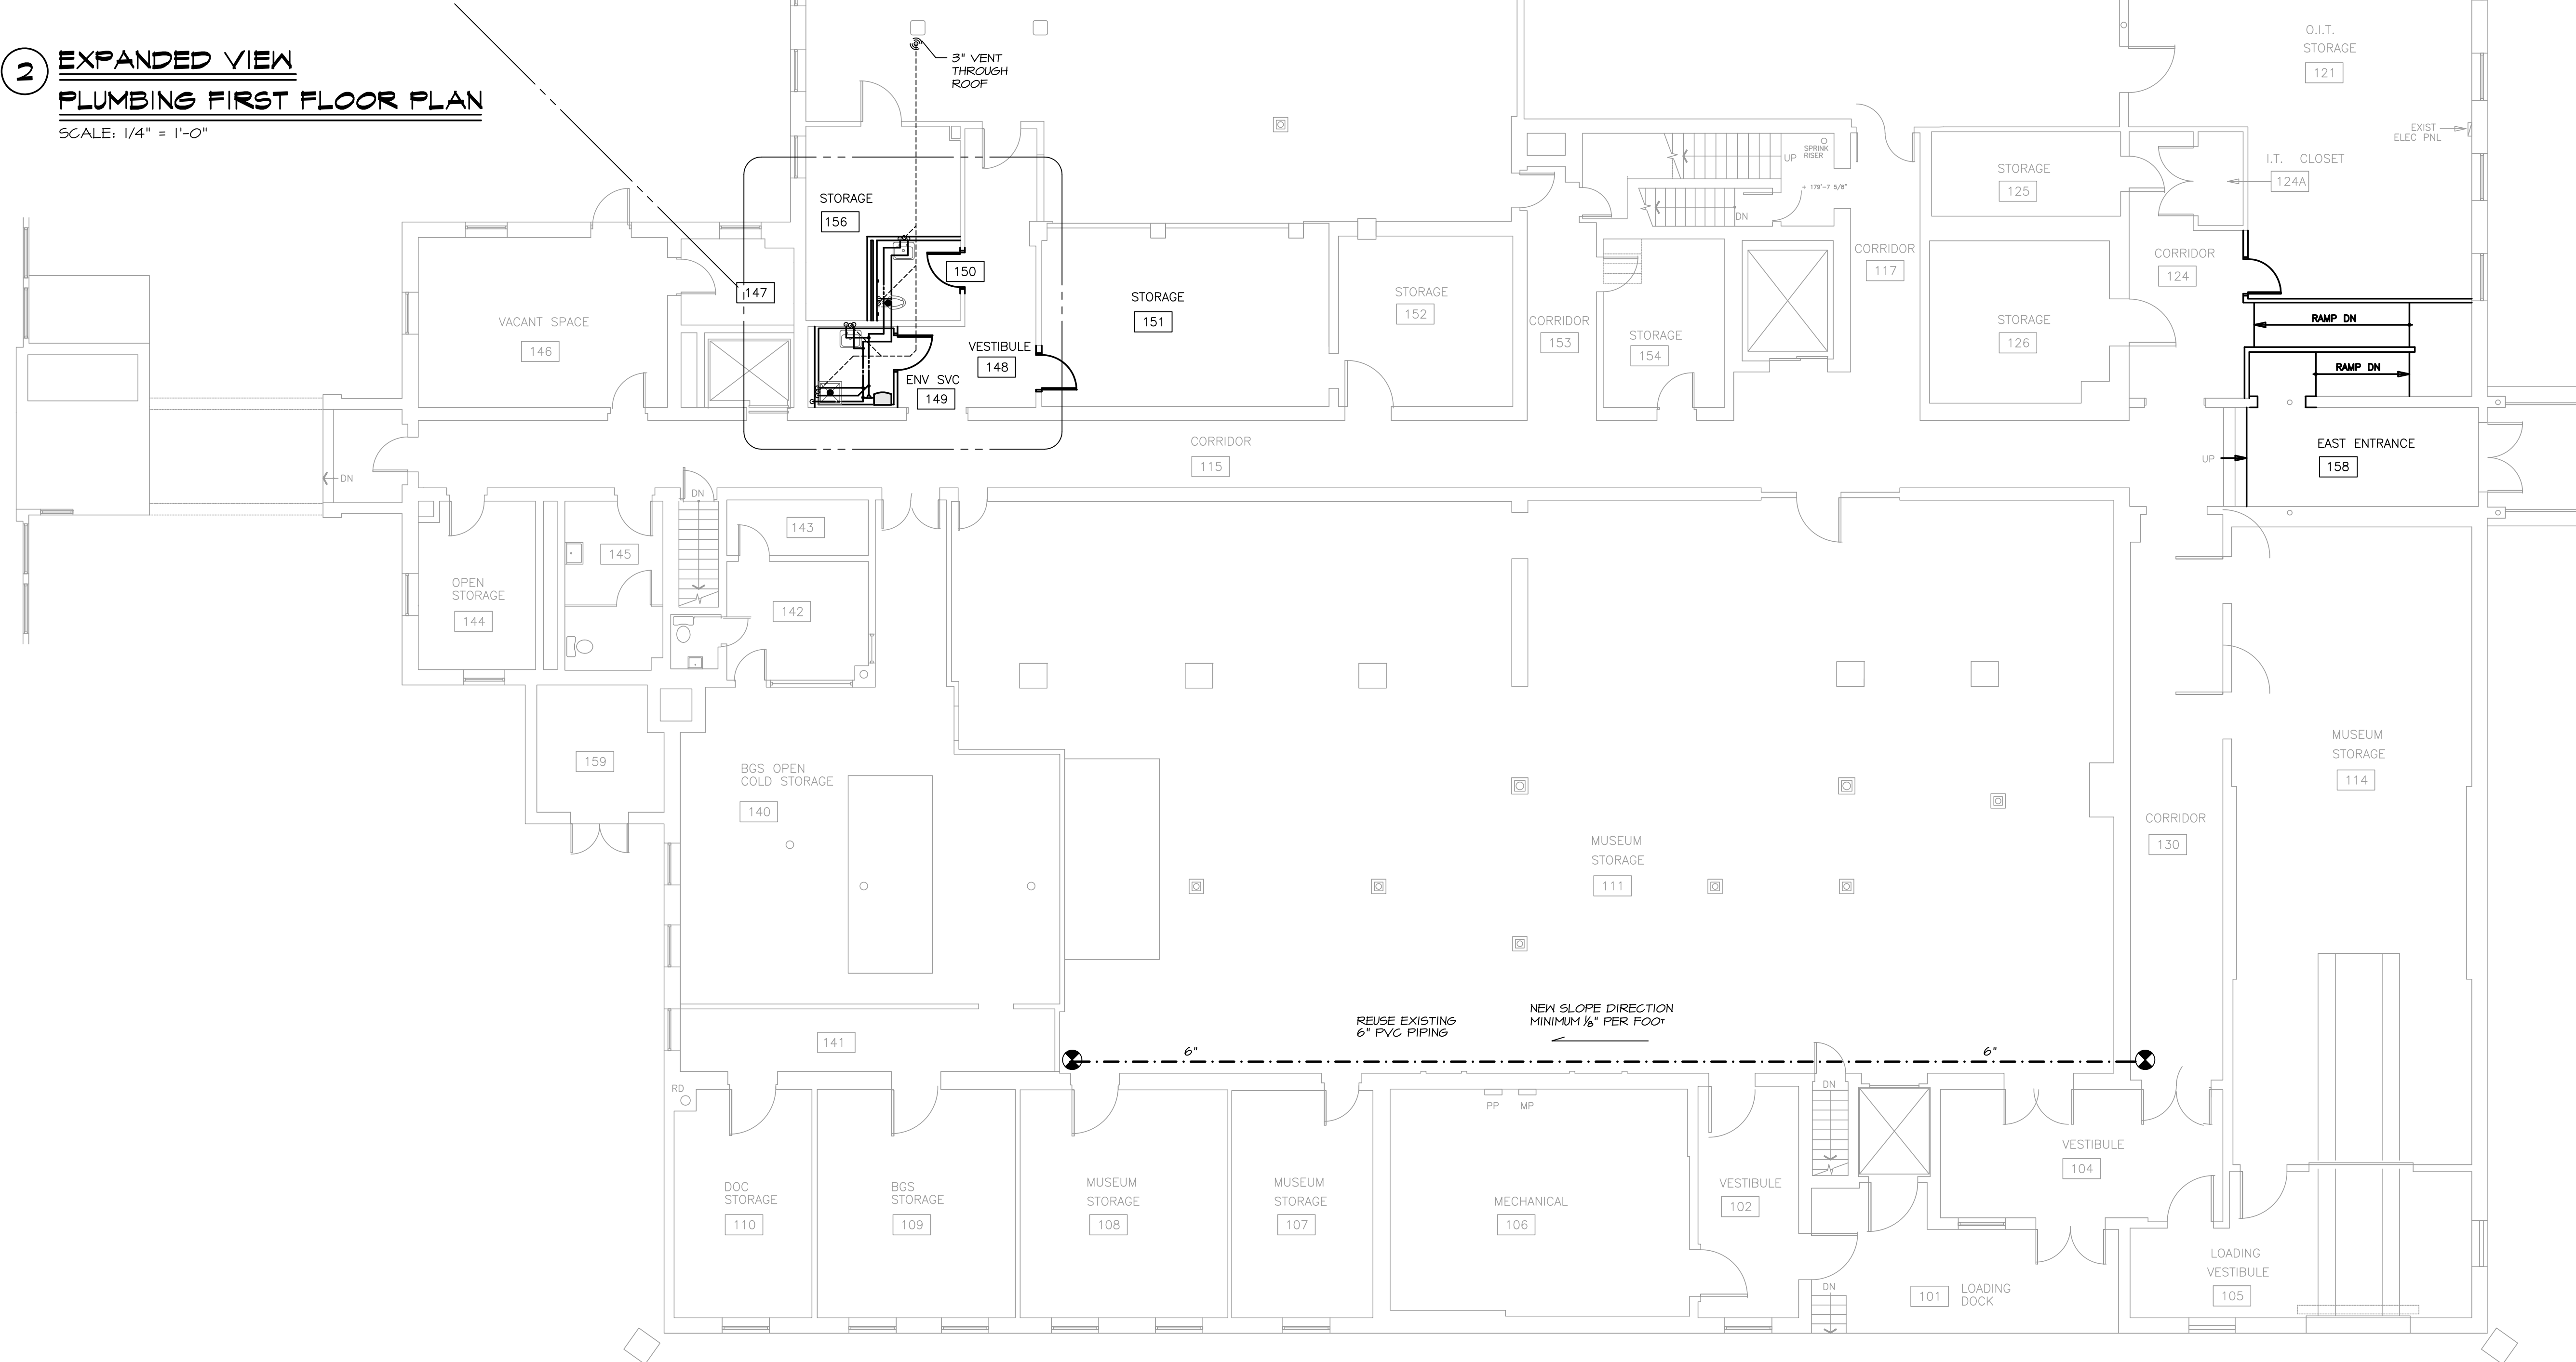 2
EXPANDED VIEW
PLUMBING FIRST FLOOR PLAN
SCALE: 1/4" = 1'-0"
3" VENT
THROUGH
ROOF
O.I.T.
STORAGE
121
EXIST
ELEC PNL
I.T. CLOSET
124A
SPRINK
RISER
UP
+ 179'-7 5/8"
DN
STORAGE
125
STORAGE
156
150
147
VACANT SPACE
146
VESTIBULE
148
ENV SVC
149
STORAGE
151
STORAGE
152
CORRIDOR
153
STORAGE
154
CORRIDOR
117
STORAGE
126
CORRIDOR
124
RAMP DN
RAMP DN
EAST ENTRANCE
158
UP
CORRIDOR
115
DN
DN
143
145
142
OPEN
STORAGE
144
159
BGS OPEN
COLD STORAGE
140
MUSEUM
STORAGE
111
MUSEUM
STORAGE
114
CORRIDOR
130
141
REUSE EXISTING
6" PVC PIPING
NEW SLOPE DIRECTION
MINIMUM 1/8" PER FOOT
6"
6"
RD
PP
MP
DN
DOC
STORAGE
110
BGS
STORAGE
109
MUSEUM
STORAGE
108
MUSEUM
STORAGE
107
MECHANICAL
106
VESTIBULE
102
VESTIBULE
104
DN
101
LOADING
DOCK
LOADING
VESTIBULE
105